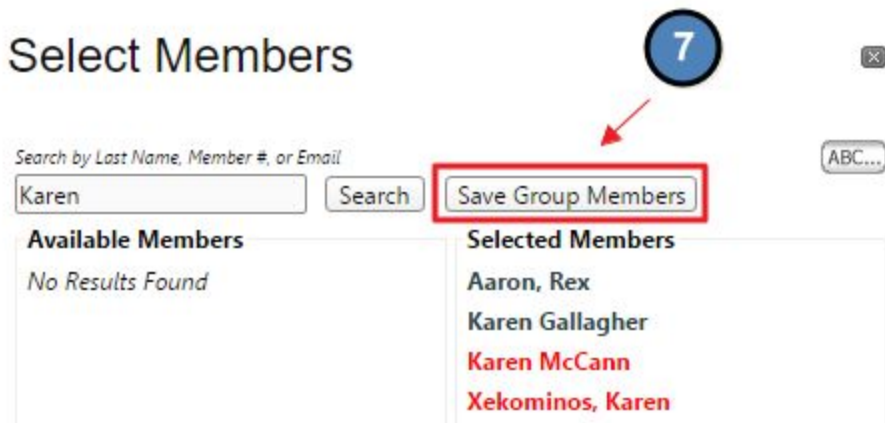 Select Members
7
Search by Last Name, Member #, or Email
ABC...
Karen
Search
Save Group Members
Available Members
No Results Found
Selected Members
Aaron, Rex
Karen Gallagher
Karen McCann
Xekominos, Karen